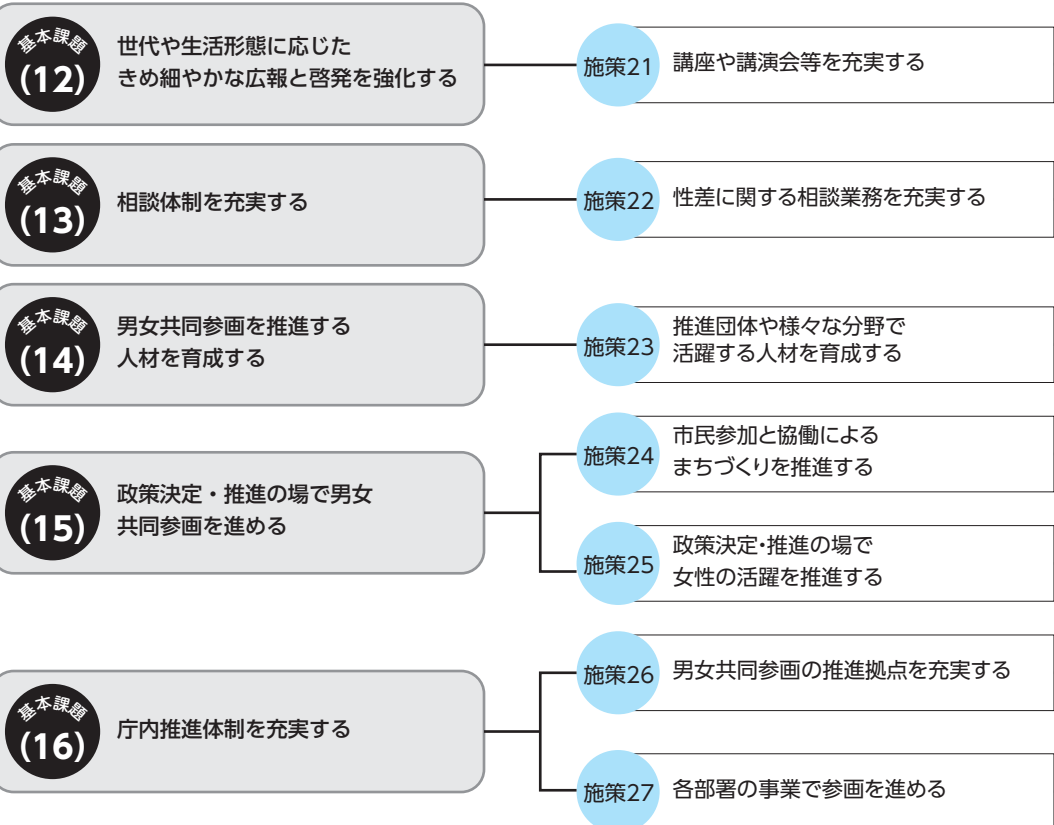 基本課題
(12)
世代や生活形態に応じた
きめ細やかな広報と啓発を強化する
施策21
講座や講演会等を充実する
基本課題
(13)
相談体制を充実する
施策22
性差に関する相談業務を充実する
基本課題
(14)
男女共同参画を推進する
人材を育成する
施策23
推進団体や様々な分野で
活躍する人材を育成する
基本課題
(15)
政策決定・推進の場で男女
共同参画を進める
施策24
市民参加と協働による
まちづくりを推進する
施策25
政策決定・推進の場で
女性の活躍を推進する
基本課題
(16)
庁内推進体制を充実する
施策26
男女共同参画の推進拠点を充実する
施策27
各部署の事業で参画を進める